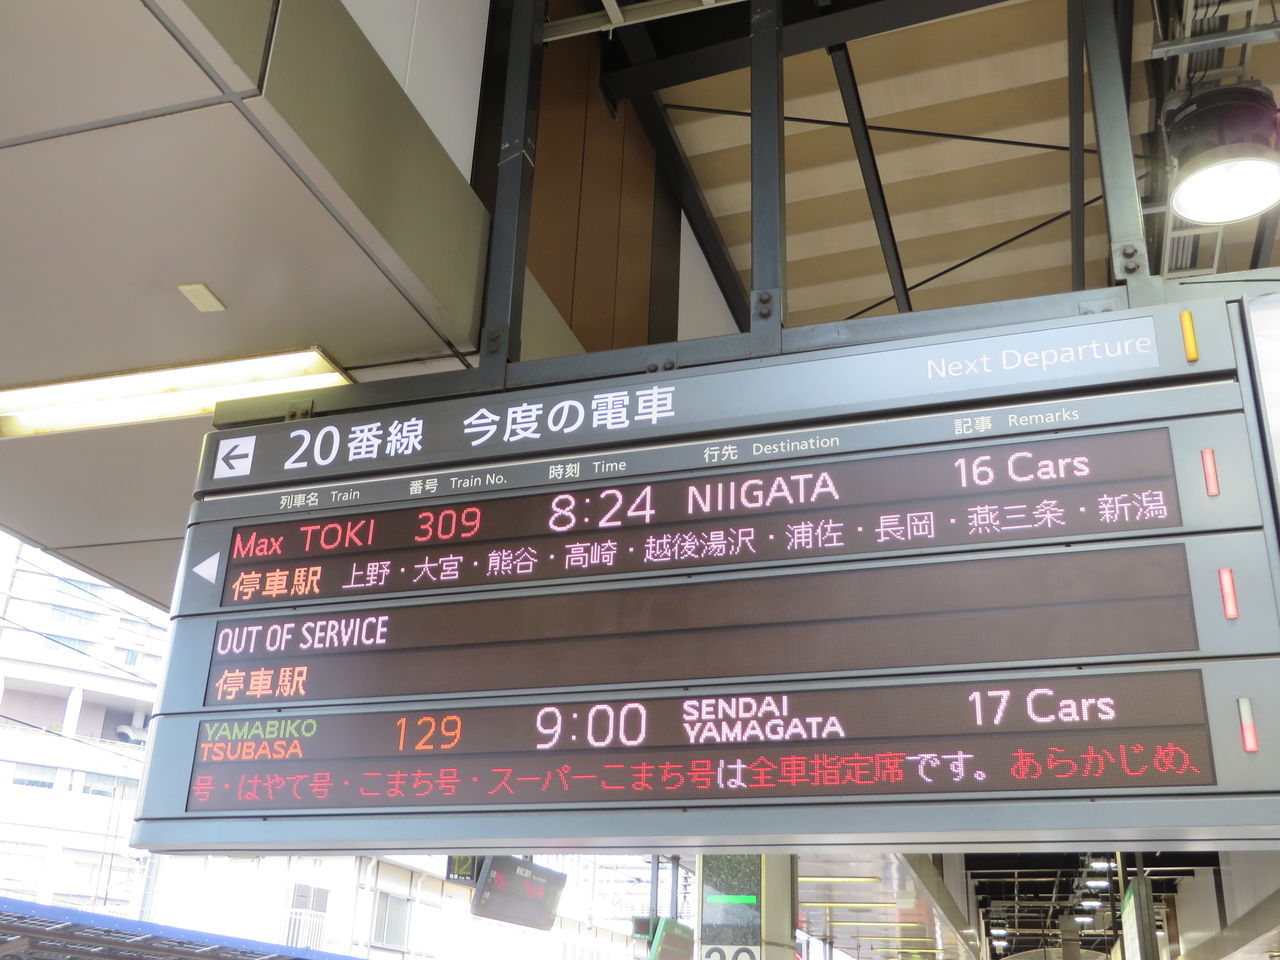 20番線 今度の電車 Next Departure
列車名 Train 番号 Train No. 時刻 Time 行先 Destination 記事 Remarks
Max TOKI 309 8:24 NIIGATA 16 Cars
停車駅 上野・大宮・熊谷・高崎・越後湯沢・浦佐・長岡・燕三条・新潟
OUT OF SERVICE
停車駅
YAMABIKO
TSUBASA 129 9:00 SENDAI
YAMAGATA 17 Cars
号・はやて号・こまち号・スーパーこまち号は全車指定席です。 あらかじめ、
12
20